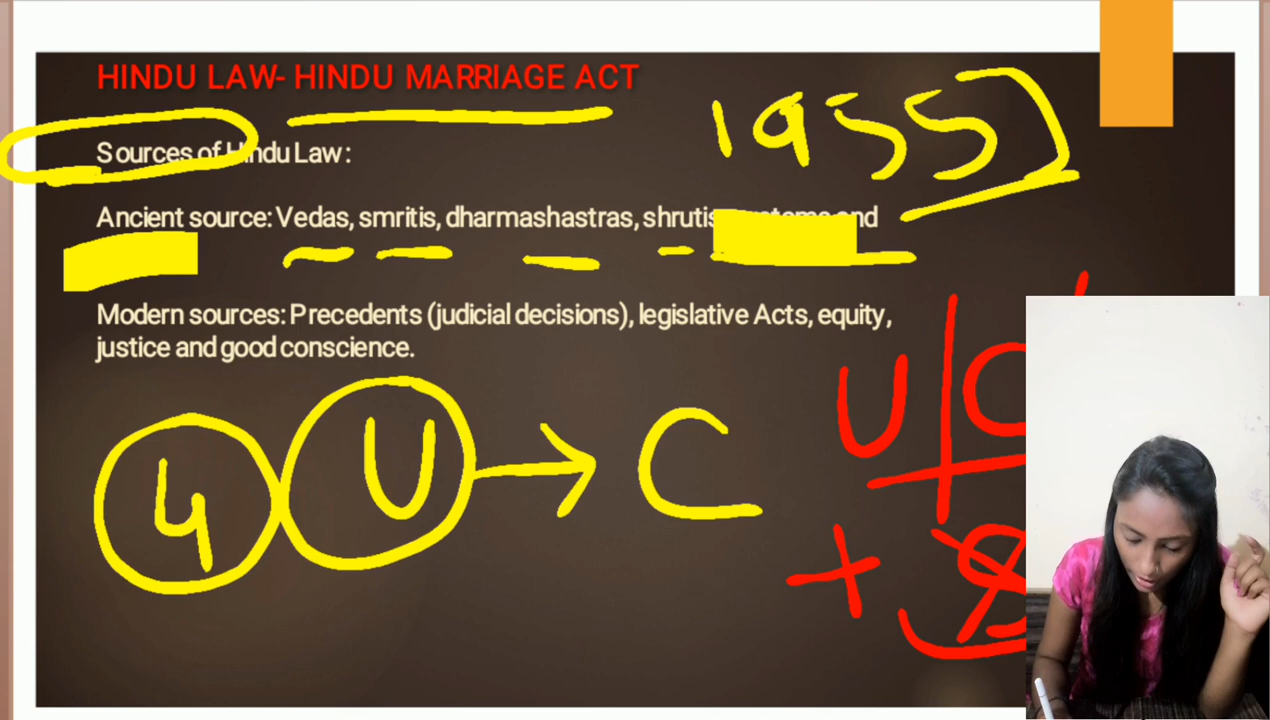 HINDU LAW- HINDU MARRIAGE ACT
1955
Sources of Hindu Law:
Ancient source: Vedas, smritis, dharmashastras, shrutis and
Modern sources: Precedents (judicial decisions), legislative Acts, equity,
justice and good conscience.
4 U → C
U
+